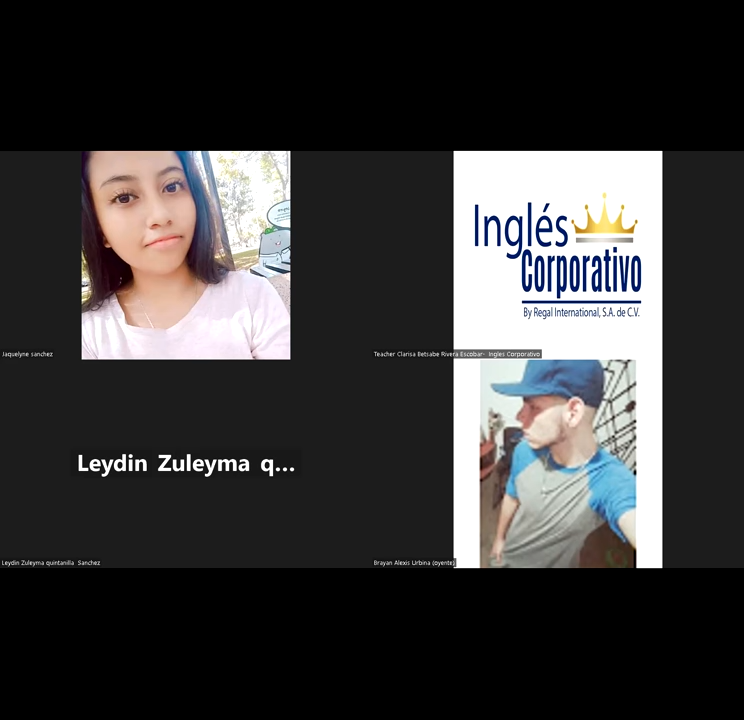 Inglés
Corporativo
By Regal International, S.A. de C.V.
Jaquelyne sanchez
Teacher Clarisa Betsabe Rivera Escobar- Ingles Corporativo
Leydin Zuleyma q...
Leydin Zuleyma quintanilla Sanchez
Brayan Alexis Urbina (oyente)